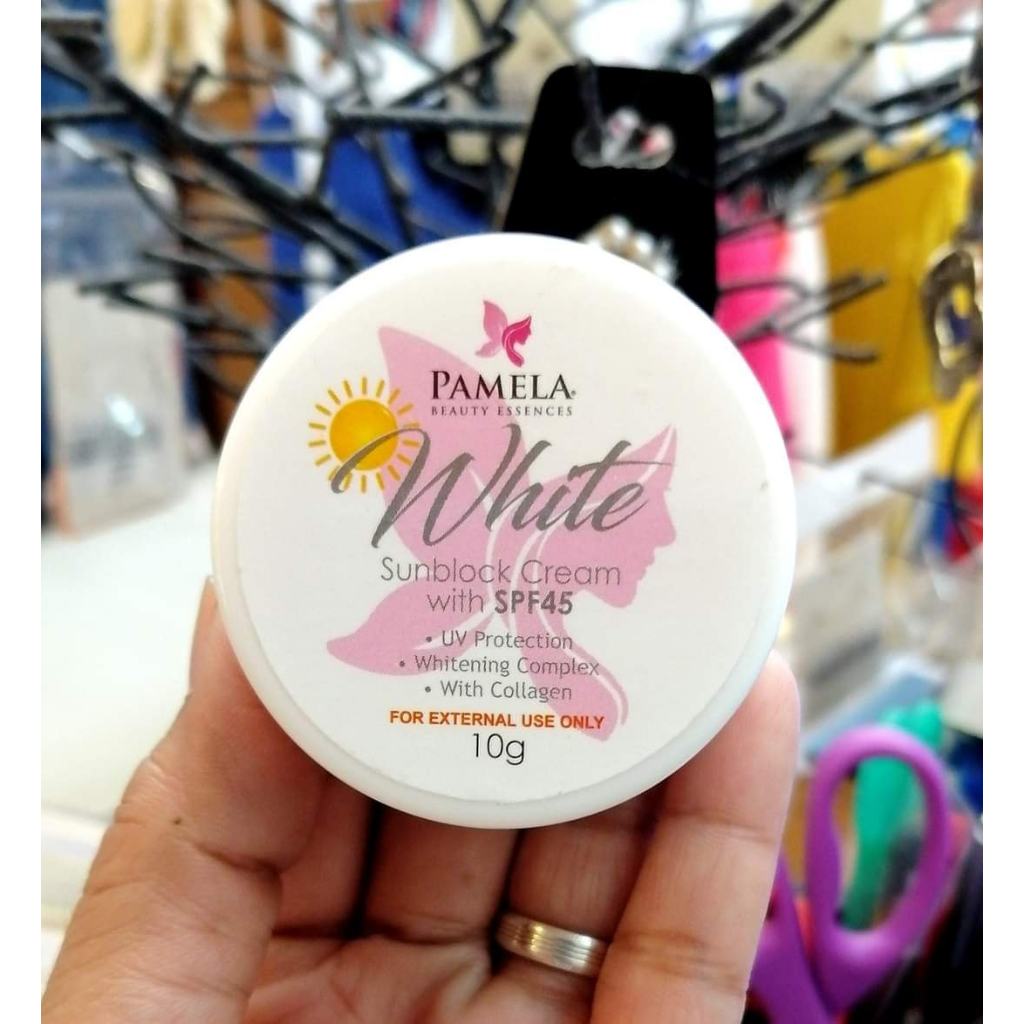 PAMELA®
BEAUTY ESSENCES
White
Sunblock Cream
with SPF45
• UV Protection
• Whitening Complex
• With Collagen
FOR EXTERNAL USE ONLY
10g